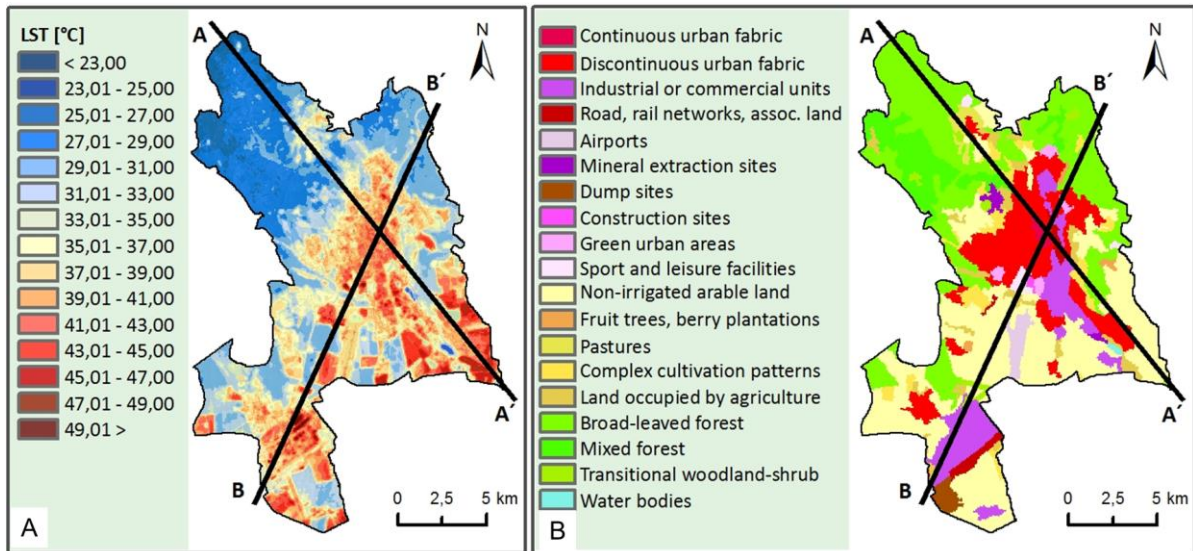 LST [°C]
< 23,00
23,01 - 25,00
25,01 - 27,00
27,01 - 29,00
29,01 - 31,00
31,01 - 33,00
33,01 - 35,00
35,01 - 37,00
37,01 - 39,00
39,01 - 41,00
41,01 - 43,00
43,01 - 45,00
45,01 - 47,00
47,01 - 49,00
49,01 >
A
A
N
B´
A´
B
0 2,5 5 km
Continuous urban fabric
Discontinuous urban fabric
Industrial or commercial units
Road, rail networks, assoc. land
Airports
Mineral extraction sites
Dump sites
Construction sites
Green urban areas
Sport and leisure facilities
Non-irrigated arable land
Fruit trees, berry plantations
Pastures
Complex cultivation patterns
Land occupied by agriculture
Broad-leaved forest
Mixed forest
Transitional woodland-shrub
Water bodies
B
A
N
B´
A´
B
0 2,5 5 km